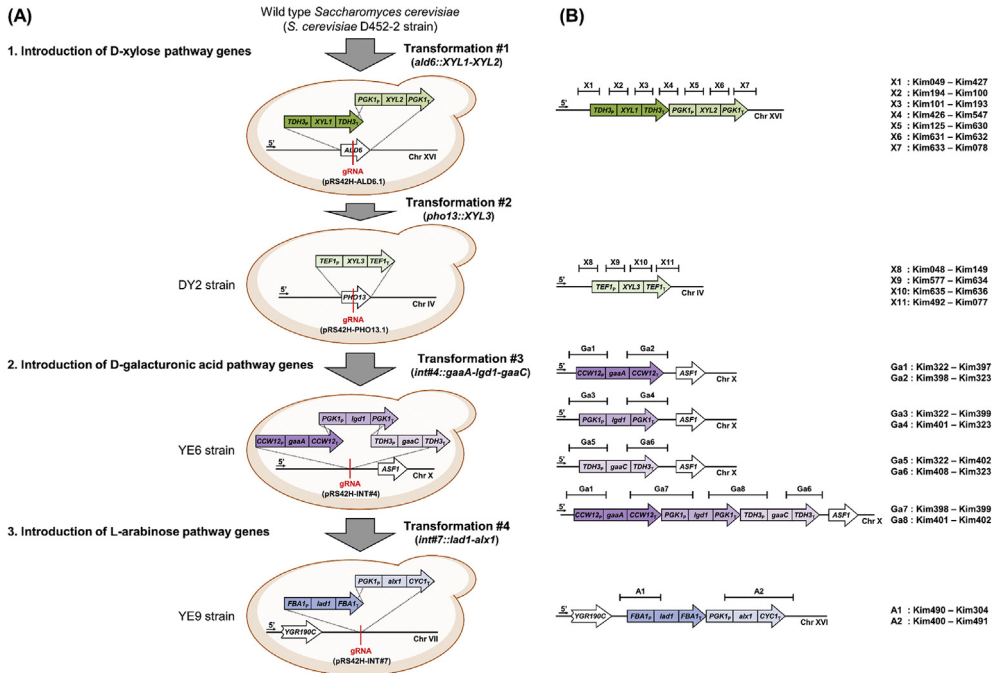 (A)
Wild type Saccharomyces cerevisiae
(S. cerevisiae D452-2 strain)
1. Introduction of D-xylose pathway genes
Transformation #1
(ald6::XYL1-XYL2)
PGK1P XYL2 PGK1T
TDH3P XYL1 TDH3T
5'
ALD6
Chr XVI
gRNA
(pRS42H-ALD6.1)
Transformation #2
(pho13::XYL3)
DY2 strain
TEF1P XYL3 TEF1T
5'
PHO13
Chr IV
gRNA
(pRS42H-PHO13.1)
2. Introduction of D-galacturonic acid pathway genes
Transformation #3
(int#4::gaaA-lgd1-gaaC)
YE6 strain
PGK1P lgd1 PGK1T
CCW12P gaaA CCW12T
TDH3P gaaC TDH3T
5'
ASF1
Chr X
gRNA
(pRS42H-INT#4)
3. Introduction of L-arabinose pathway genes
Transformation #4
(int#7::lad1-alx1)
YE9 strain
PGK1P alx1 CYC1T
FBA1P lad1 FBA1T
5'
YGR190C
Chr VII
gRNA
(pRS42H-INT#7)
(B)
X1 X2 X3 X4 X5 X6 X7
5'
TDH3P XYL1 TDH3T PGK1P XYL2 PGK1T
Chr XVI
X1 : Kim049 – Kim427
X2 : Kim194 – Kim100
X3 : Kim101 – Kim193
X4 : Kim426 – Kim547
X5 : Kim125 – Kim630
X6 : Kim631 – Kim632
X7 : Kim633 – Kim078
X8 X9 X10 X11
5'
TEF1P XYL3 TEF1T
Chr IV
X8 : Kim048 – Kim149
X9 : Kim577 – Kim634
X10 : Kim635 – Kim636
X11: Kim492 – Kim077
Ga1 Ga2
5'
CCW12P gaaA CCW12T ASF1
Chr X
Ga1 : Kim322 – Kim397
Ga2 : Kim398 – Kim323
Ga3 Ga4
5'
PGK1P lgd1 PGK1T ASF1
Chr X
Ga3 : Kim322 – Kim399
Ga4 : Kim401 – Kim323
Ga5 Ga6
5'
TDH3P gaaC TDH3T ASF1
Chr X
Ga5 : Kim322 – Kim402
Ga6 : Kim408 – Kim323
Ga1 Ga7 Ga8 Ga6
5'
CCW12P gaaA CCW12T PGK1P lgd1 PGK1T TDH3P gaaC TDH3T ASF1
Chr X
Ga7 : Kim398 – Kim399
Ga8 : Kim401 – Kim402
A1 A2
5'
YGR190C FBA1P lad1 FBA1T PGK1P alx1 CYC1T
Chr XVI
A1 : Kim490 – Kim304
A2 : Kim400 – Kim491